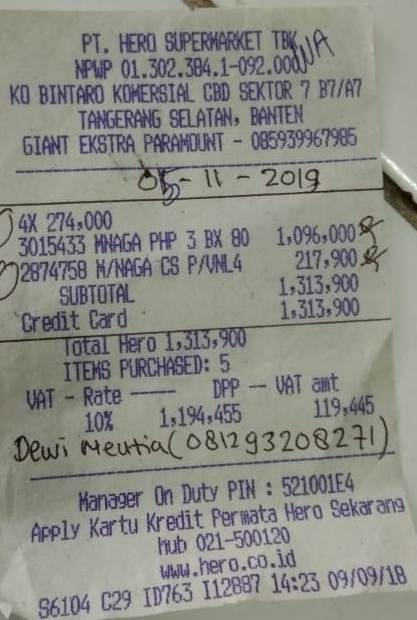 PT. HERO SUPERMARKET TBK
NPWP 01.302.384.1-092.000
KO BINTARO KOMERSIAL CBD SEKTOR 7 B7/A7
TANGERANG SELATAN, BANTEN
GIANT EKSTRA PARAMOUNT - 085939967985
05-11-2019
4X 274,000
3015433 MNAGA PHP 3 BX 80 1,096,000
2874758 M/NAGA CS P/VNL4 217,900
SUBTOTAL 1,313,900
Credit Card 1,313,900
Total Hero 1,313,900
ITEMS PURCHASED: 5
VAT - Rate ----- DPP -- VAT amt
10% 1,194,455 119,445
Dewi Meutia (081293208271)
Manager On Duty PIN : 521001E4
Apply Kartu Kredit Permata Hero Sekarang
hub 021-500120
www.hero.co.id
S6104 C29 ID763 I12887 14:23 09/09/18